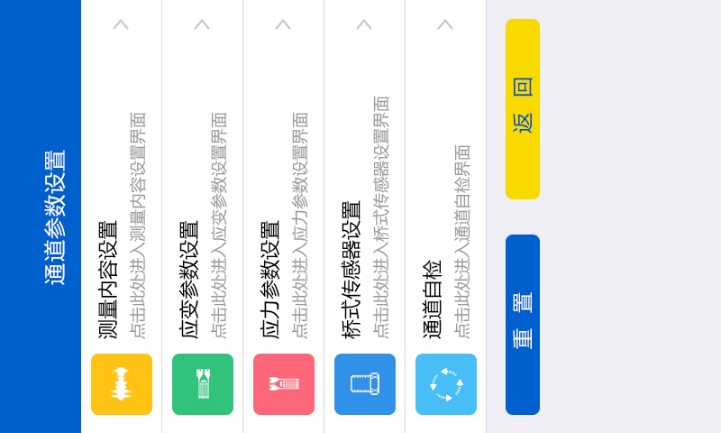 通道参数设置
测量内容设置
点击此处进入测量内容设置界面
应变参数设置
点击此处进入应变参数设置界面
应力参数设置
点击此处进入应力参数设置界面
桥式传感器设置
点击此处进入桥式传感器设置界面
通道自检
点击此处进入通道自检界面
重 置
返 回